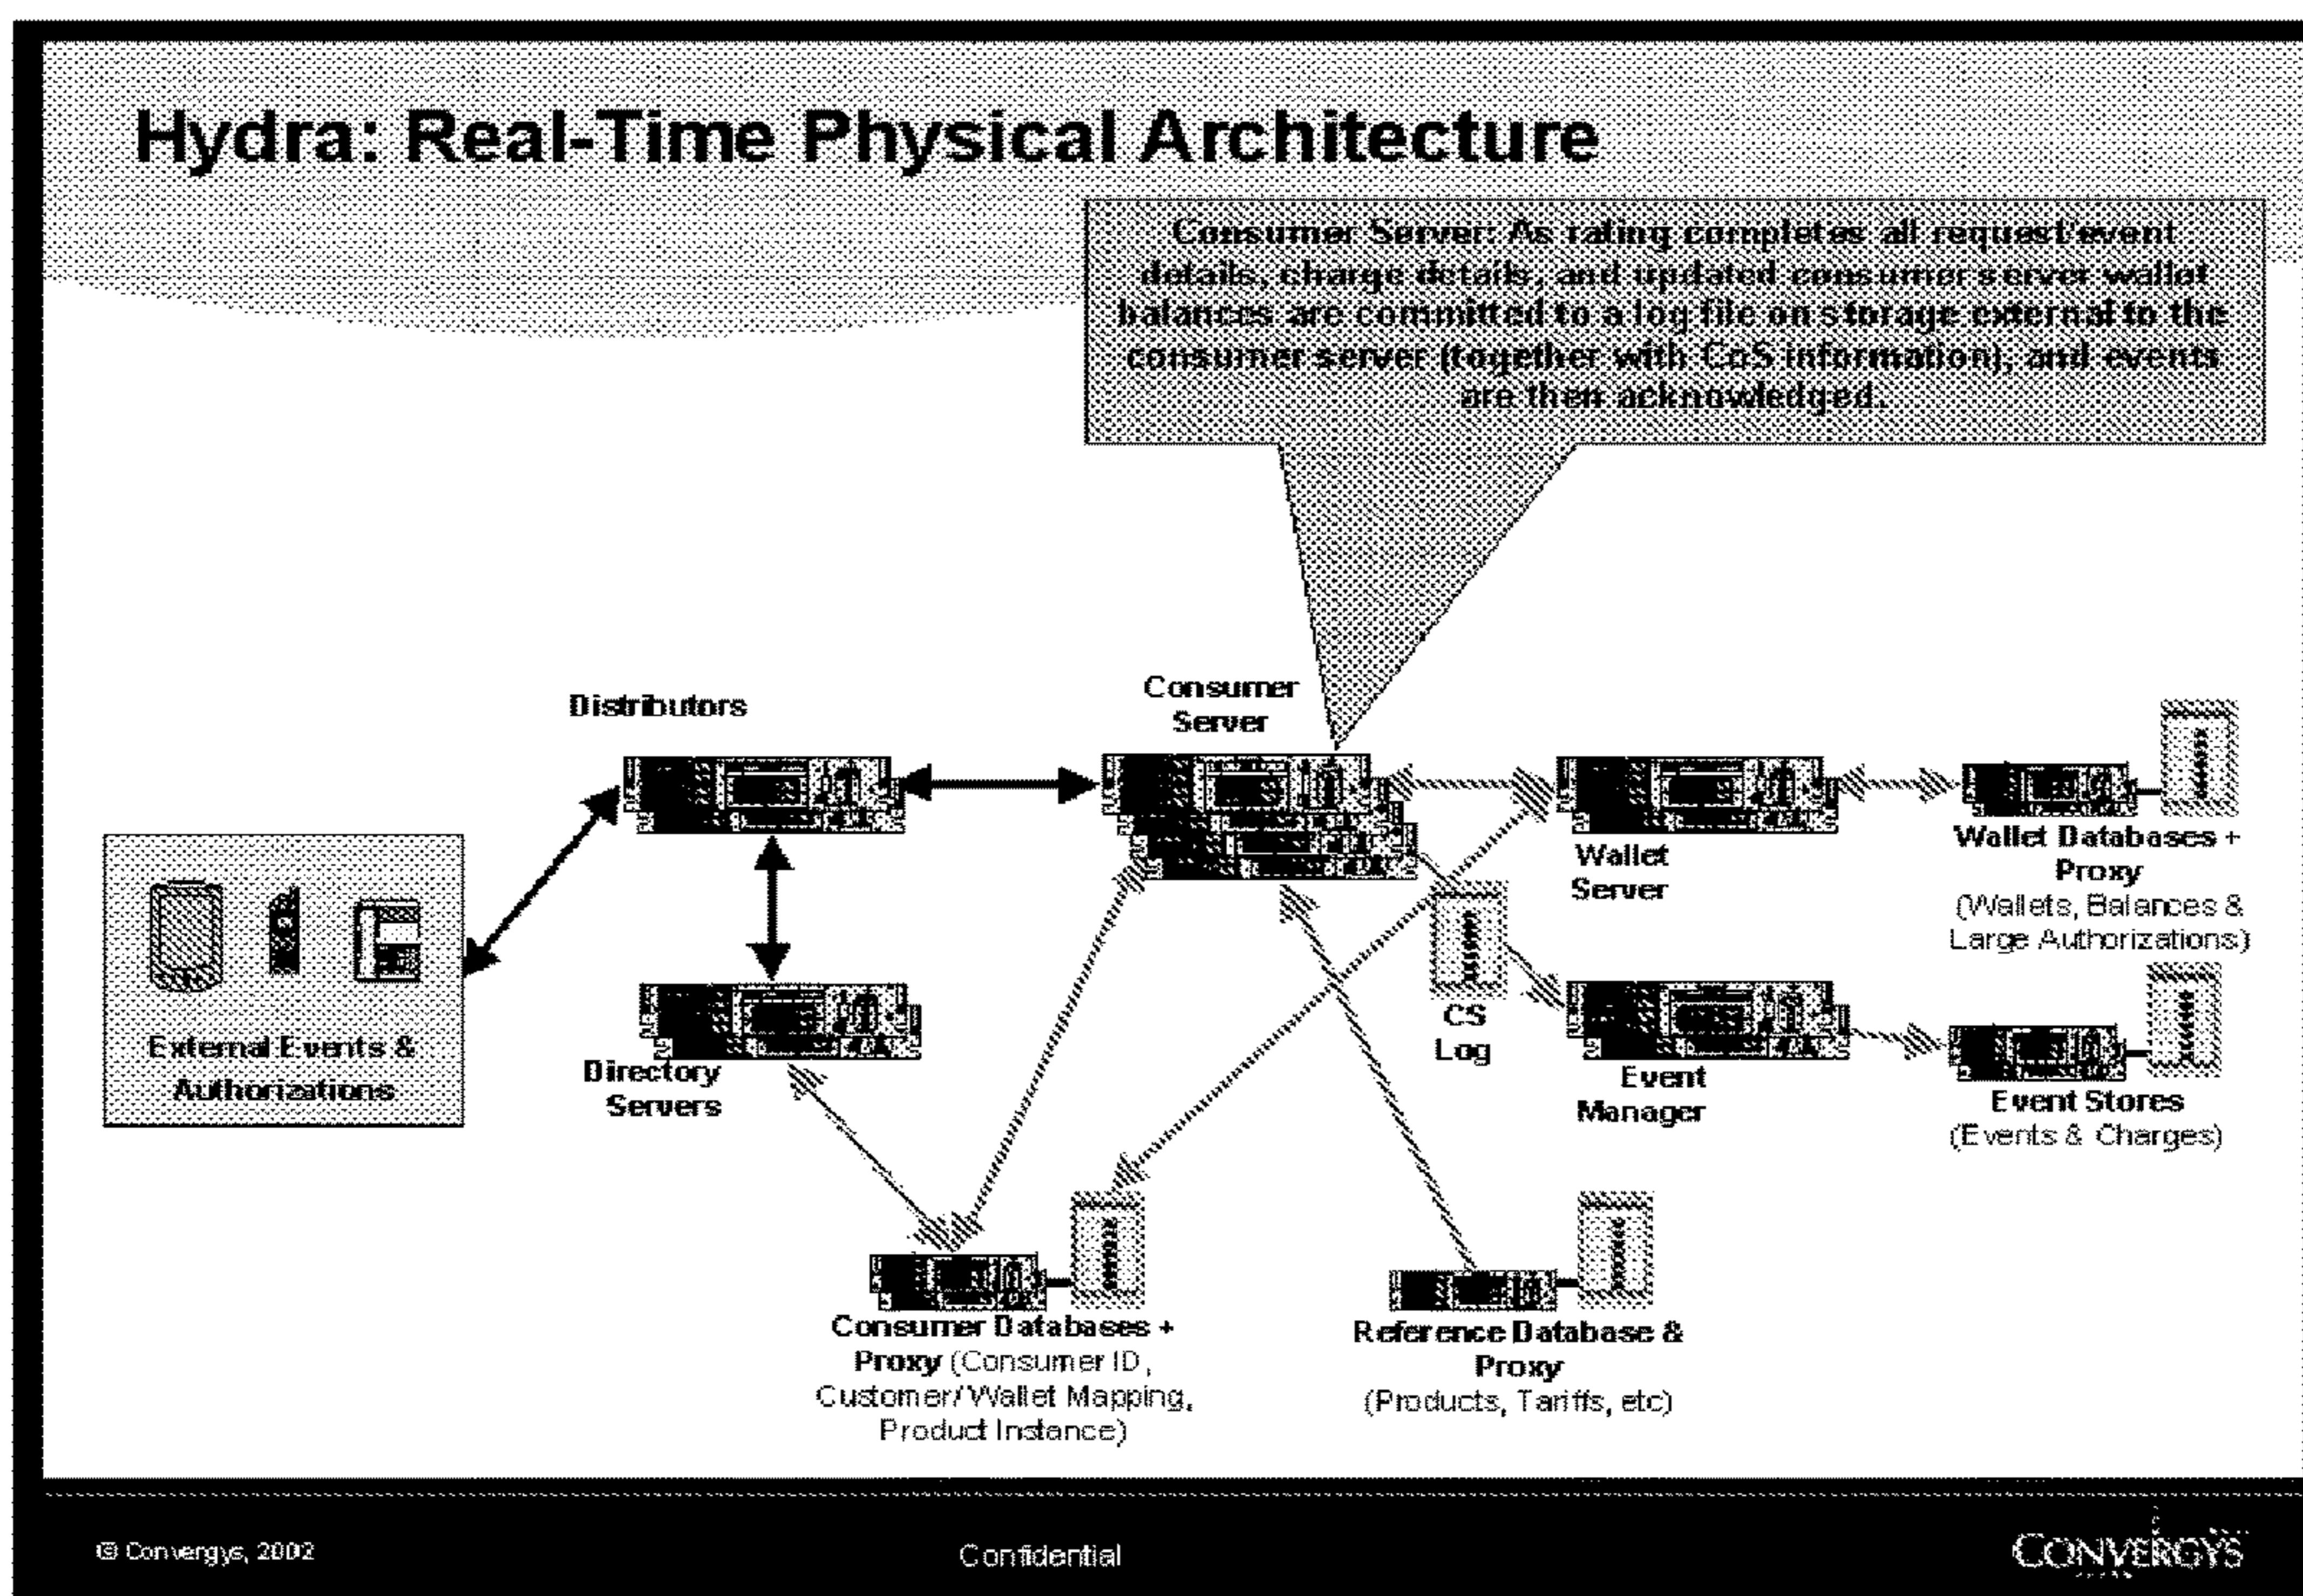 Hydra: Real-Time Physical Architecture
Consumer Server: As rating completes all request/event
details, charge details, and updated consumer server wallet
balances are committed to a log file on storage external to the
consumer server (together with CoS information), and events
are then acknowledged.
Distributors
Consumer
Server
Wallet
Server
Wallet Databases +
Proxy
(Wallets, Balances &
Large Authorizations)
External Events &
Authorizations
Directory
Servers
CS
Log
Event
Manager
Event Stores
(Events & Charges)
Consumer Databases +
Proxy (Consumer ID,
Customer/Wallet Mapping,
Product Instance)
Reference Database &
Proxy
(Products, Tariffs, etc)
© Convergys, 2002
Confidential
CONVERGYS